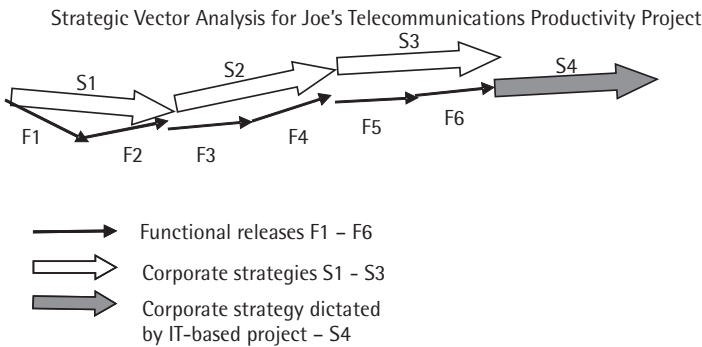 Strategic Vector Analysis for Joe's Telecommunications Productivity Project
S3
S2
S1
S4
F1
F2
F3
F4
F5
F6
Functional releases F1 – F6
Corporate strategies S1 - S3
Corporate strategy dictated
by IT-based project – S4